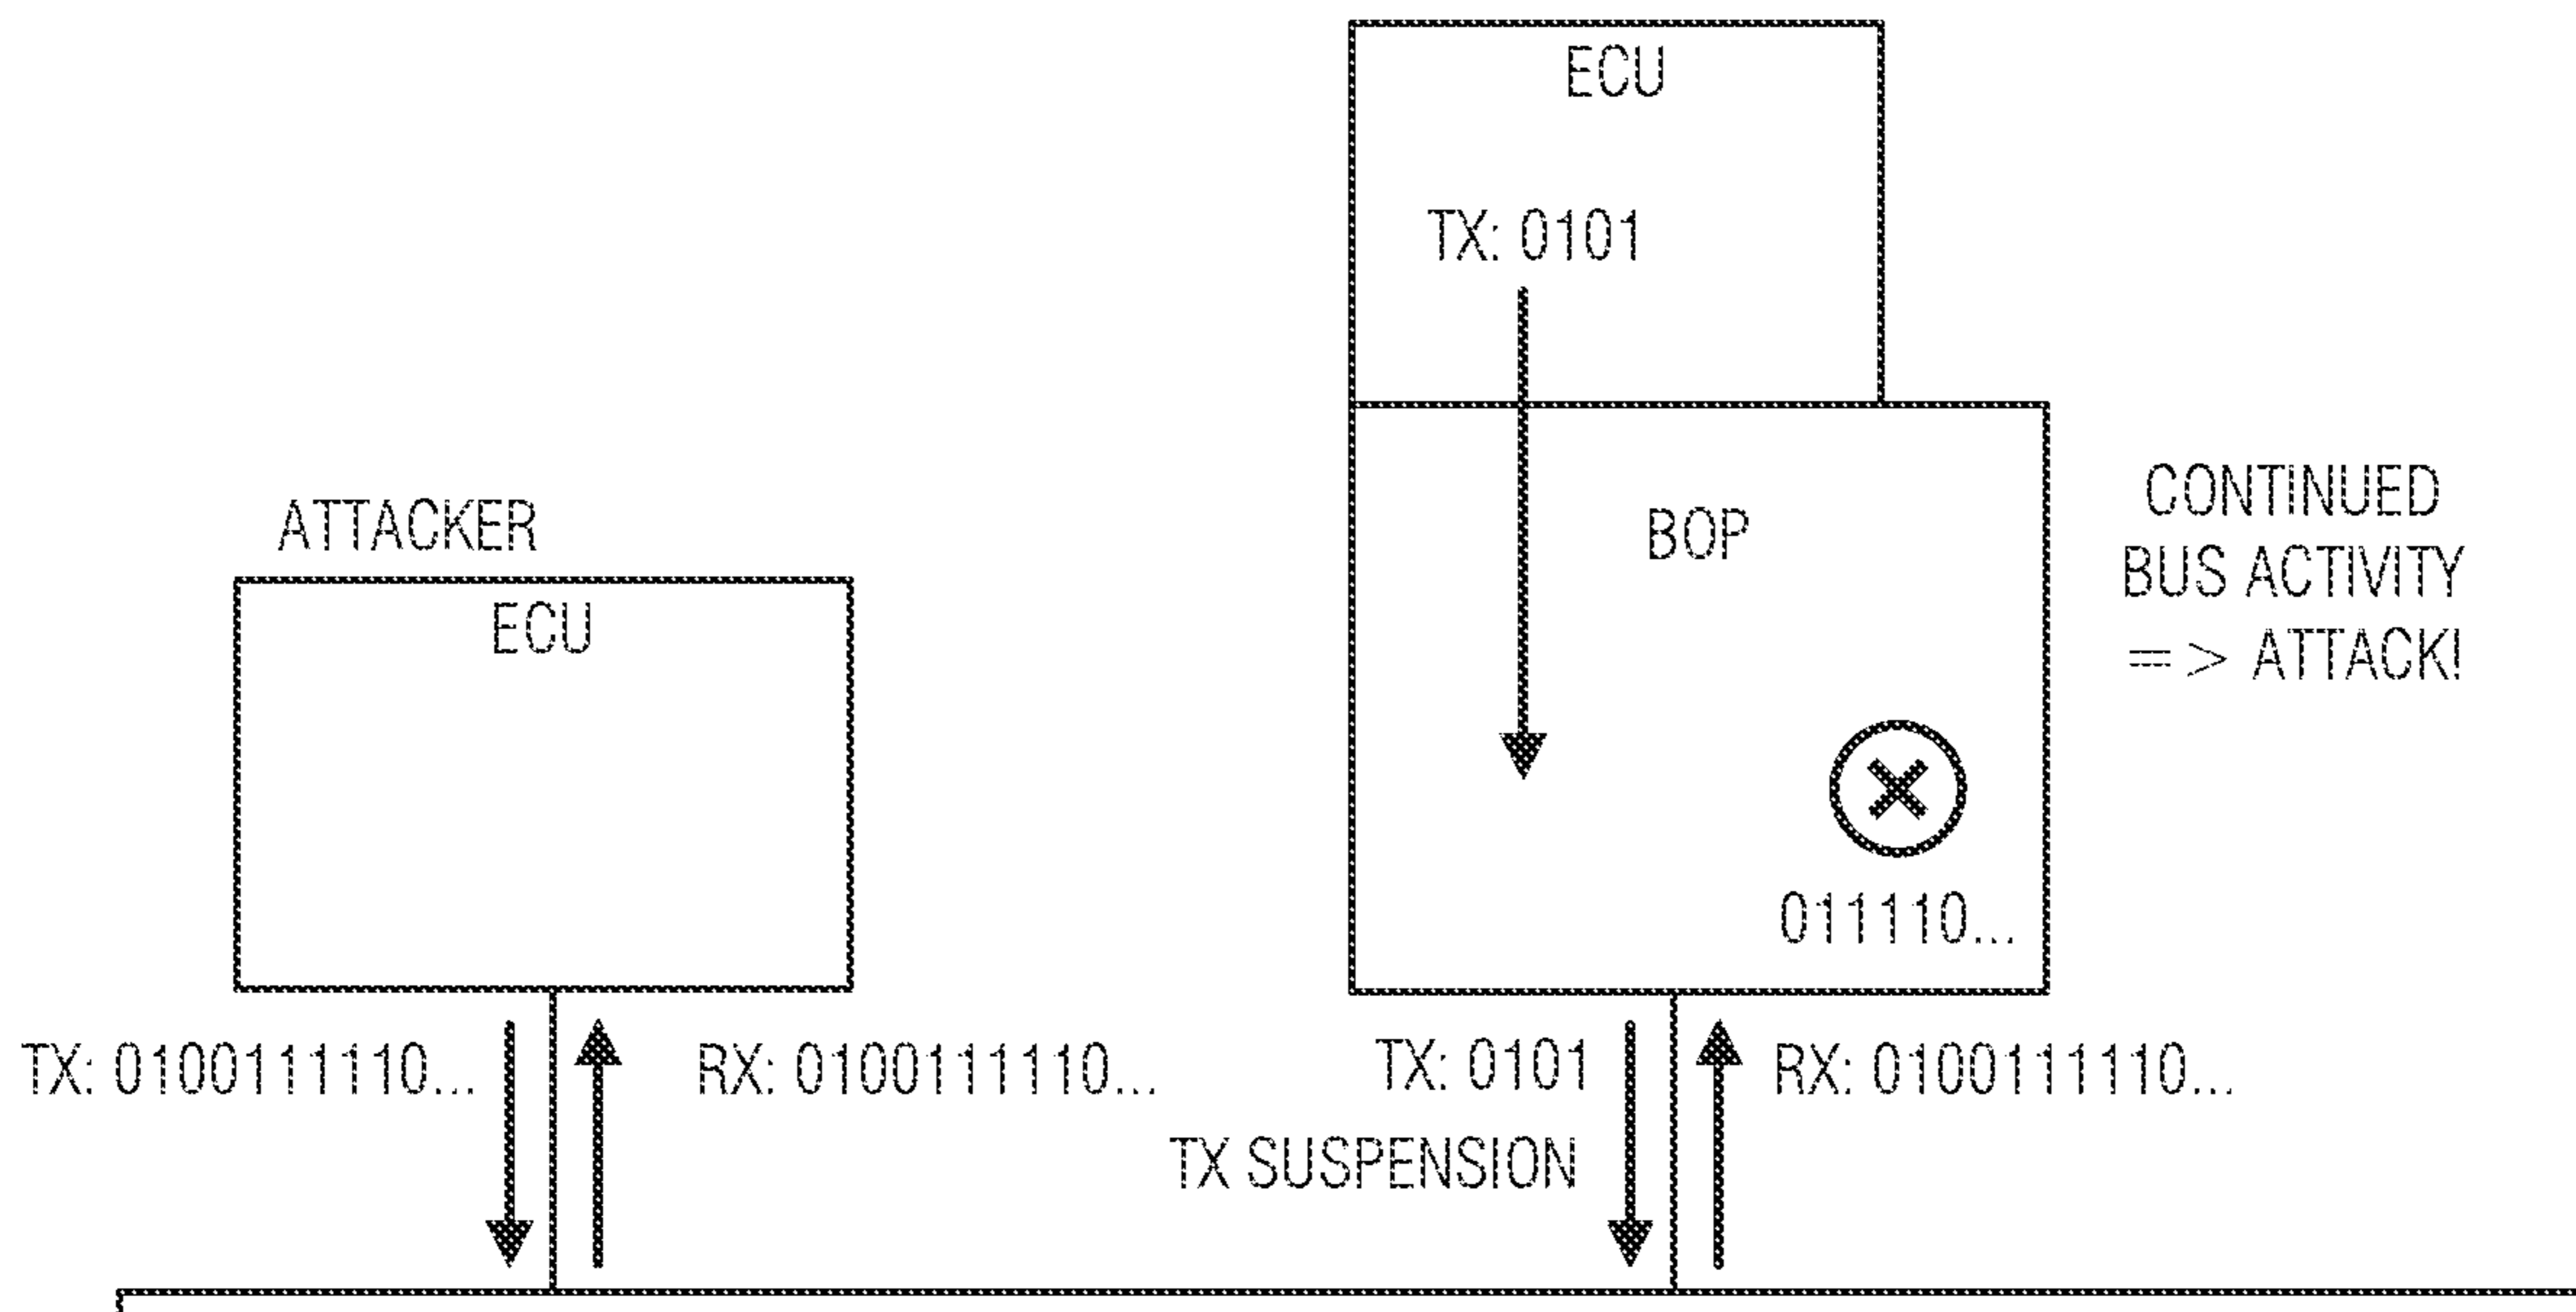 ECU
TX: 0101
BOP
CONTINUED
BUS ACTIVITY
=> ATTACK!
ATTACKER
ECU
011110...
TX: 0100111110...
RX: 0100111110...
TX: 0101
RX: 0100111110...
TX SUSPENSION